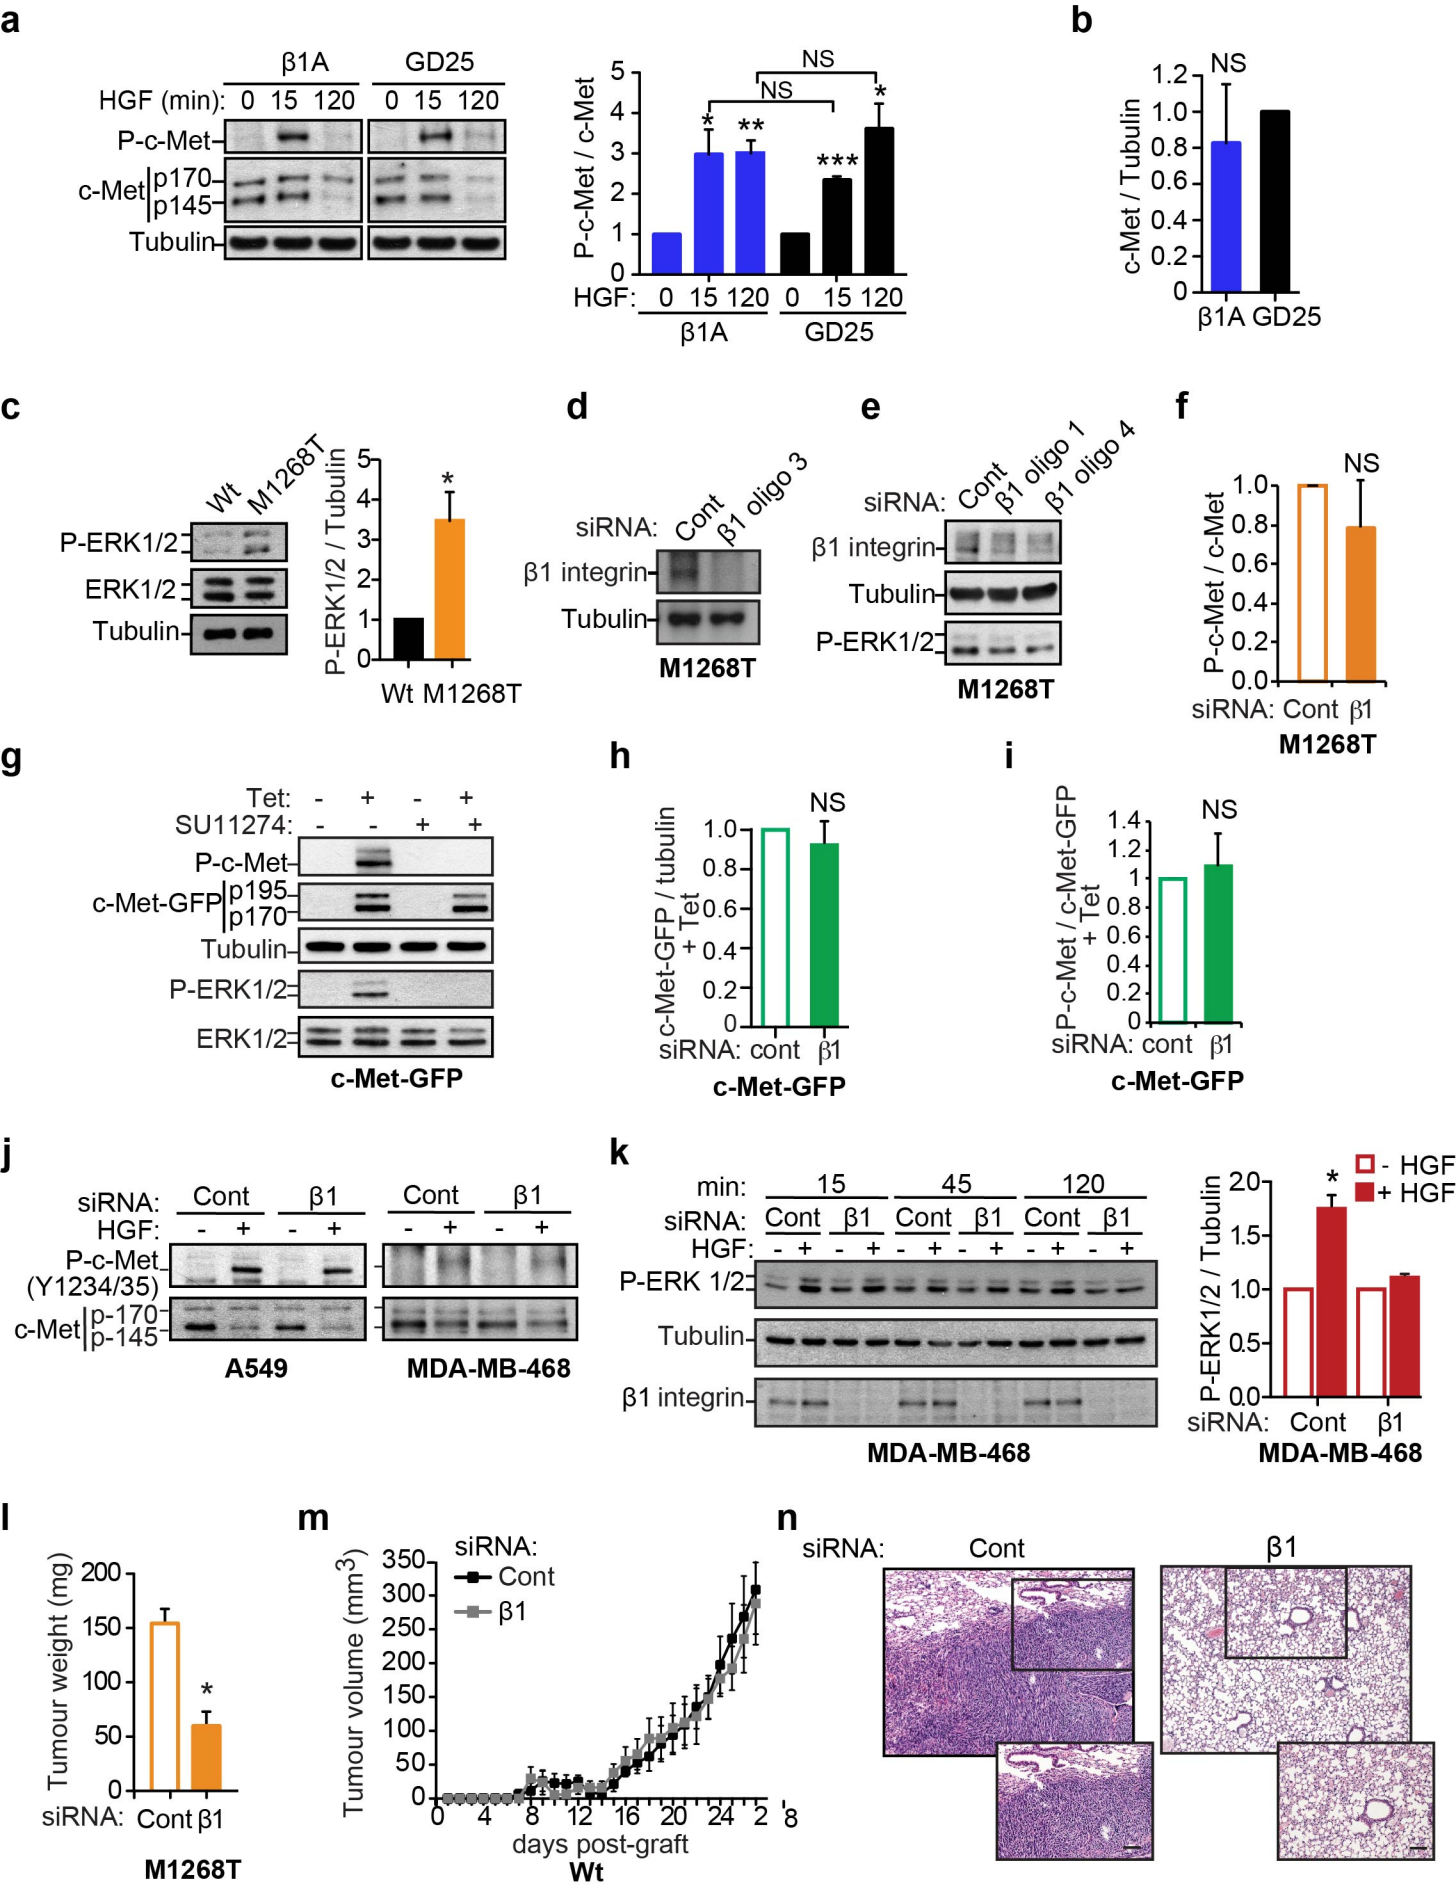 a
β1A GD25
HGF (min): 0 15 120 0 15 120
P-c-Met
c-Met p170
p145
Tubulin
P-c-Met / c-Met
5
4
3
2
1
0
NS
NS
* ** *** *
HGF: 0 15 120 0 15 120
β1A GD25
b
c-Met / Tubulin
1.2
1.0
0.8
0.6
0.4
0.2
0
NS
β1A GD25
c
Wt M1268T
P-ERK1/2
ERK1/2
Tubulin
P-ERK1/2 / Tubulin
5
4
3
2
1
0
*
Wt M1268T
d
siRNA: Cont β1 oligo 3
β1 integrin
Tubulin
M1268T
e
siRNA: Cont β1 oligo 1 β1 oligo 4
β1 integrin
Tubulin
P-ERK1/2
M1268T
f
P-c-Met / c-Met
1.0
0.8
0.6
0.4
0.2
0.0
NS
siRNA: Cont β1
M1268T
g
Tet: - + - +
SU11274: - - + +
P-c-Met
c-Met-GFP p195
p170
Tubulin
P-ERK1/2
ERK1/2
c-Met-GFP
h
c-Met-GFP / tubulin
+ Tet
1.0
0.8
0.6
0.4
0.2
0
NS
siRNA: cont β1
c-Met-GFP
i
P-c-Met / c-Met-GFP
+ Tet
1.4
1.2
1
0.8
0.6
0.4
0.2
0
NS
siRNA: cont β1
c-Met-GFP
j
siRNA: Cont β1 Cont β1
HGF: - + - + - + - +
P-c-Met
(Y1234/35)
c-Met p-170
p-145
A549 MDA-MB-468
k
min: 15 45 120
siRNA: Cont β1 Cont β1 Cont β1
HGF: - + - + - + - + - + - +
P-ERK 1/2
Tubulin
β1 integrin
MDA-MB-468
P-ERK1/2 / Tubulin
2.0
1.5
1.0
0.5
0.0
*
- HGF
+ HGF
siRNA: Cont β1
MDA-MB-468
l
Tumour weight (mg)
200
150
100
50
0
*
siRNA: Cont β1
M1268T
m
Tumour volume (mm3)
350
300
250
200
150
100
50
0
siRNA:
Cont
β1
0 4 8 12 16 20 24 2 8
days post-graft
Wt
n
siRNA: Cont β1